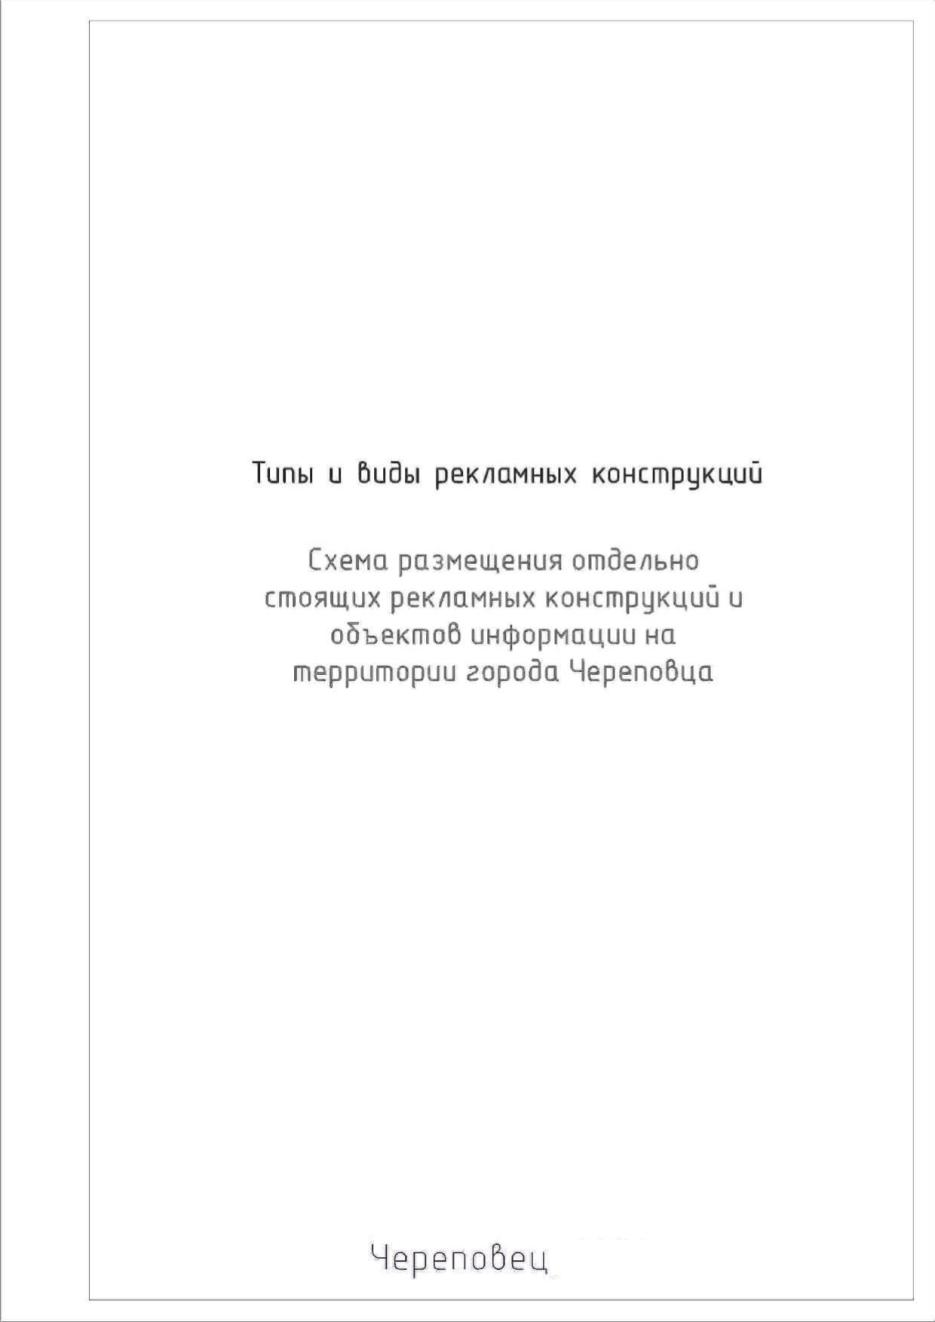 Типы и виды рекламных конструкций
Схема размещения отдельно
стоящих рекламных конструкций и
объектов информации на
территории города Череповца
Череповец